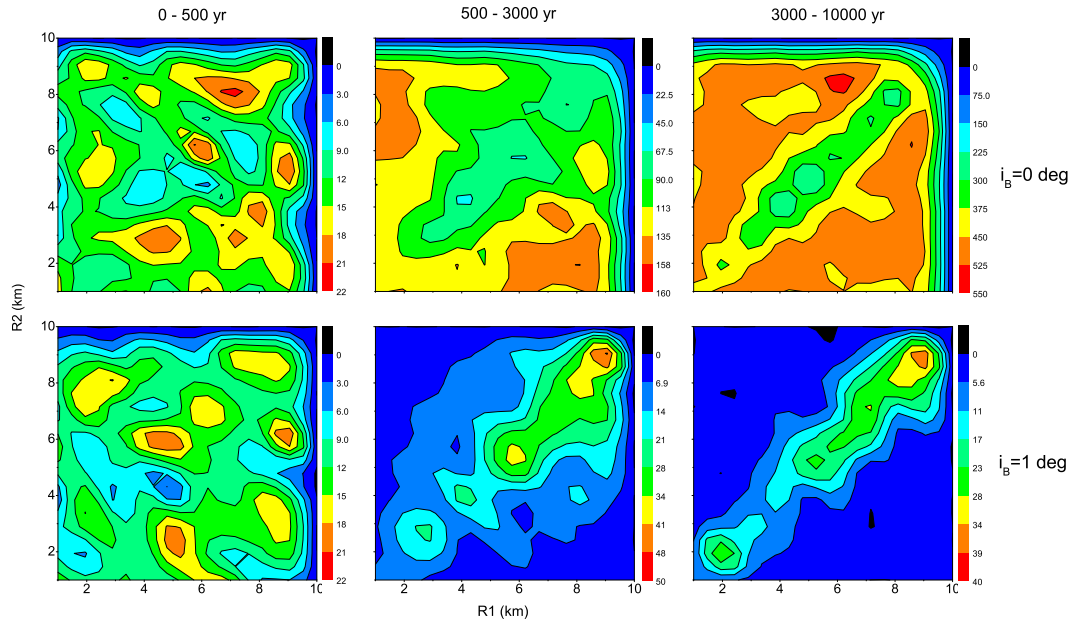 0 - 500 yr 500 - 3000 yr 3000 - 10000 yr
10 8 6 4 2
0 3.0 6.0 9.0 12 15 18 21 22
0 22.5 45 67.5 90 113 135 158 160
0 75.0 150 225 300 375 450 525 550
i_B=0 deg
R2 (km)
10 8 6 4 2
0 3.0 6.0 9.0 12 15 18 21 22
0 6.9 14 21 28 34 41 48 50
0 5.6 11 17 23 28 34 39 40
i_B=1 deg
2 4 6 8 10 2 4 6 8 10 2 4 6 8 10
R1 (km)